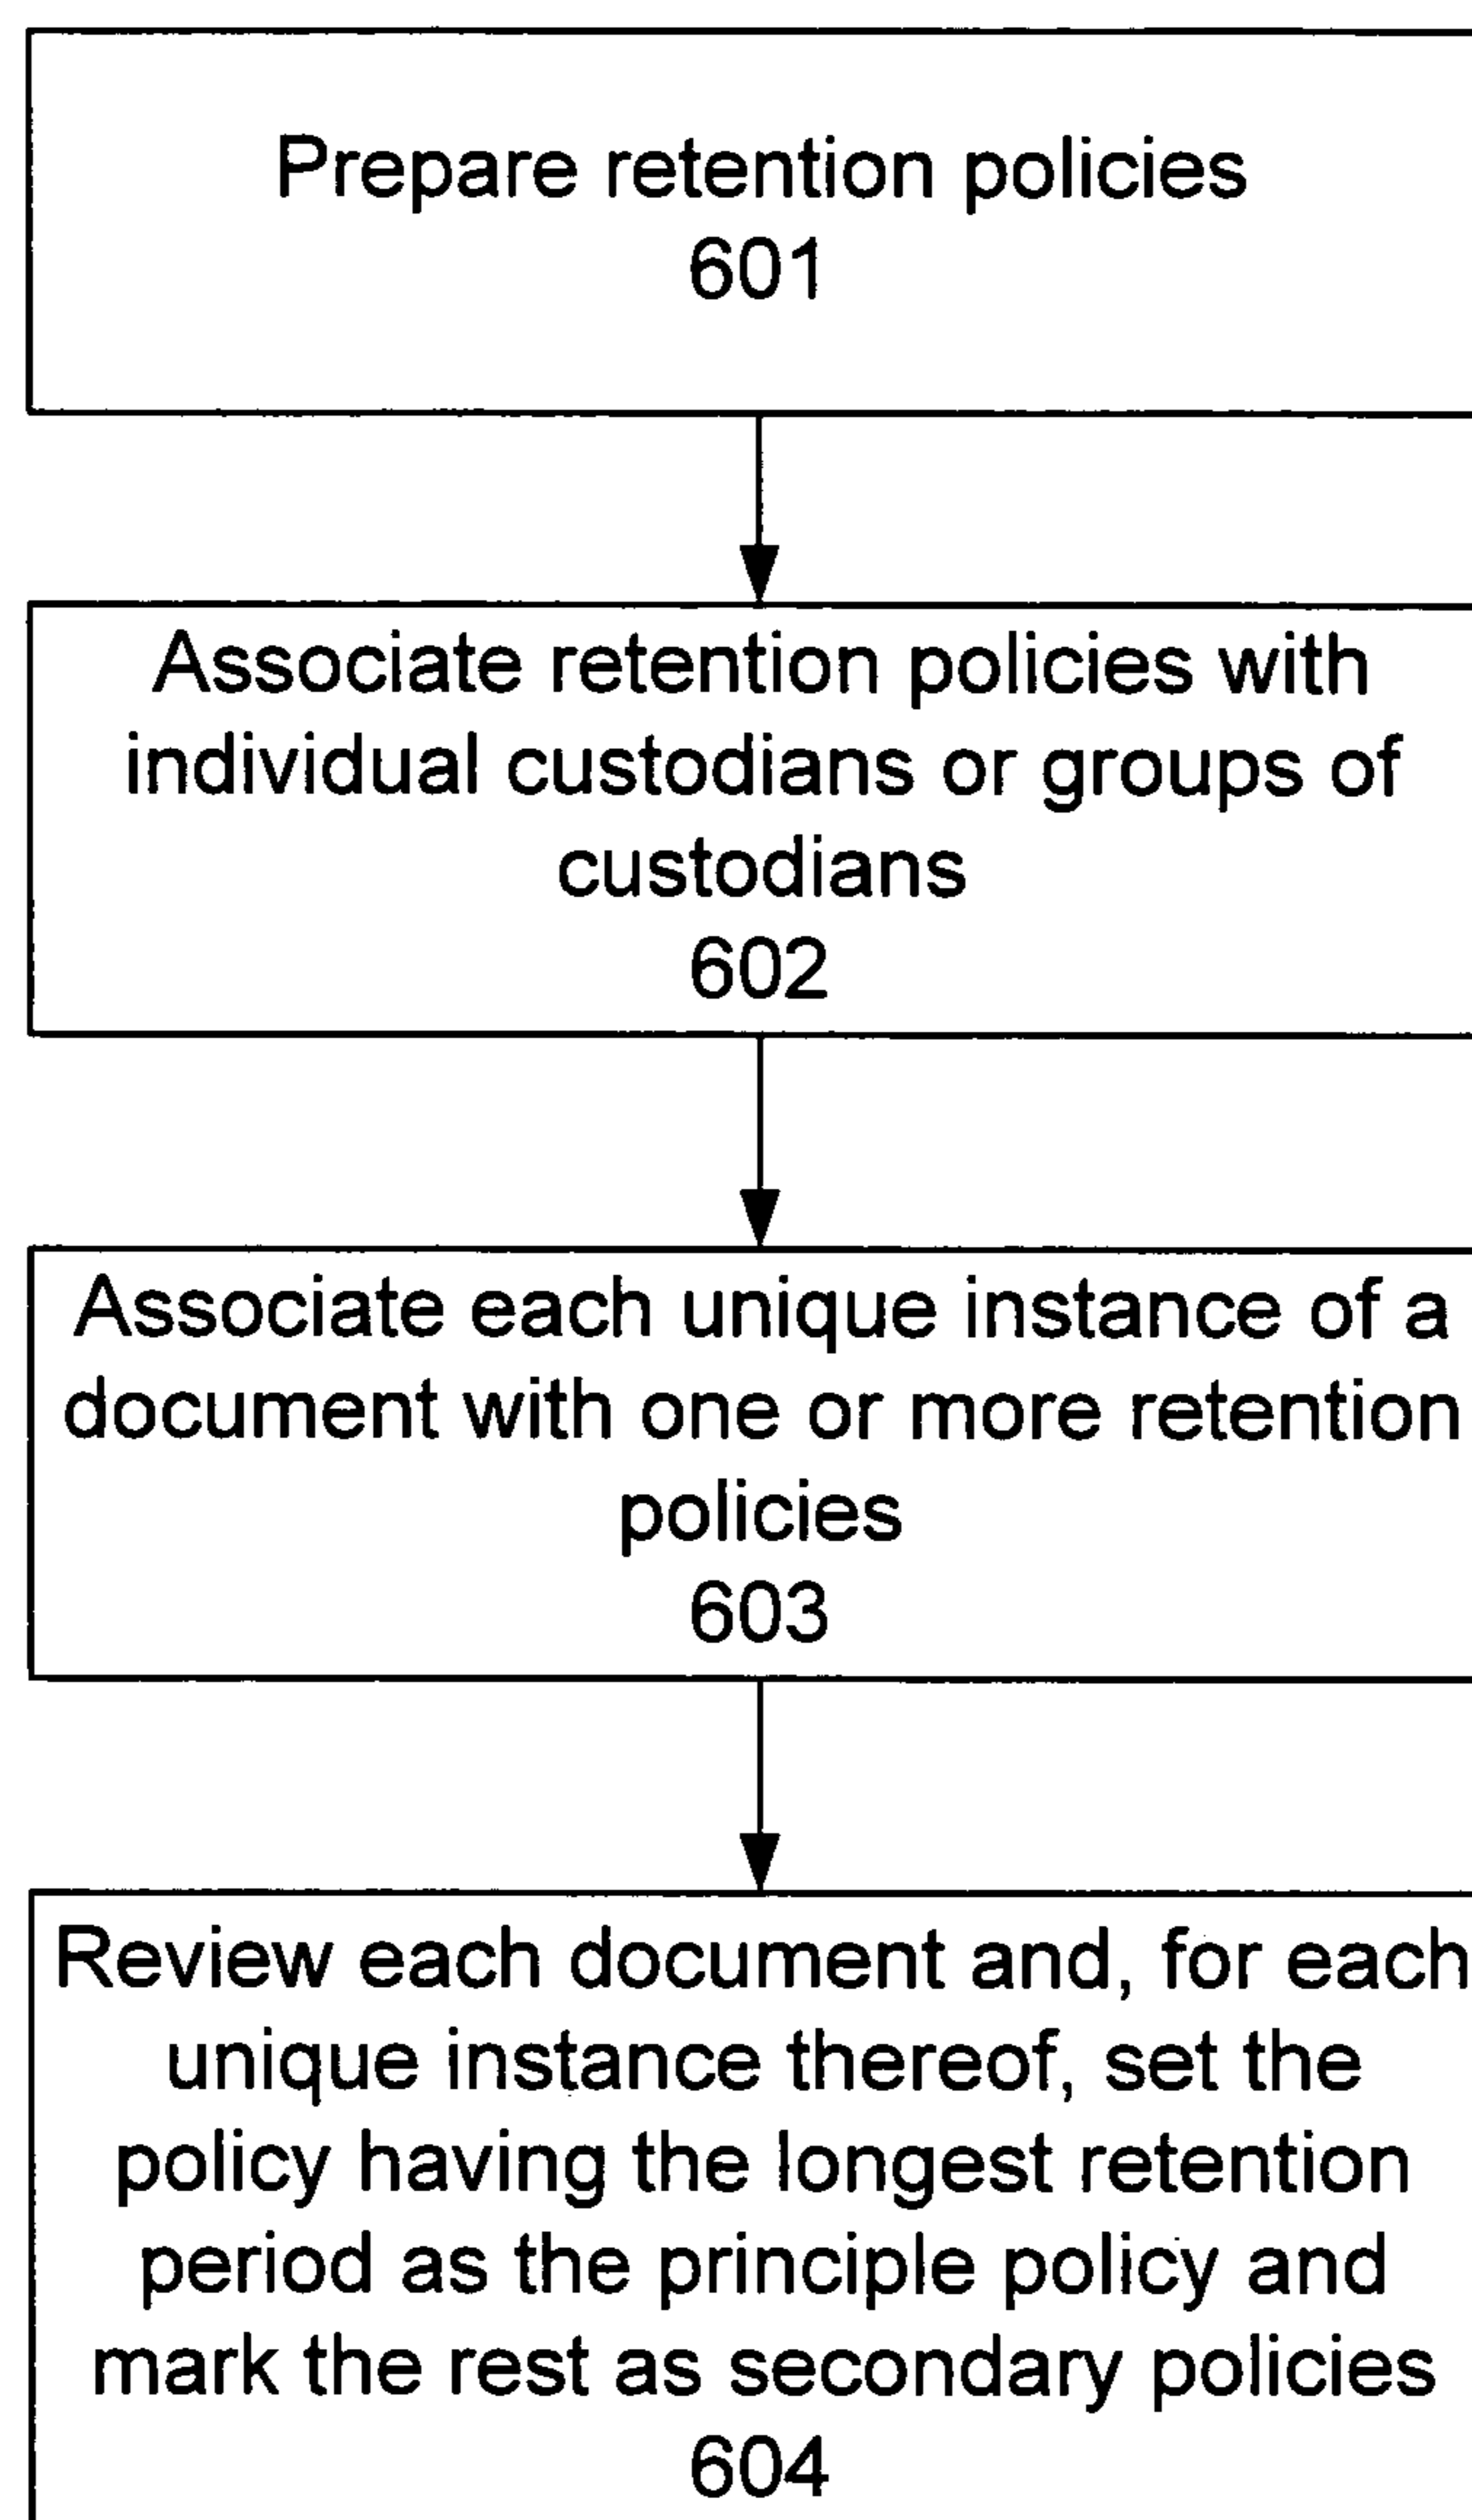 Prepare retention policies
601
Associate retention policies with
individual custodians or groups of
custodians
602
Associate each unique instance of a
document with one or more retention
policies
603
Review each document and, for each
unique instance thereof, set the
policy having the longest retention
period as the principle policy and
mark the rest as secondary policies
604